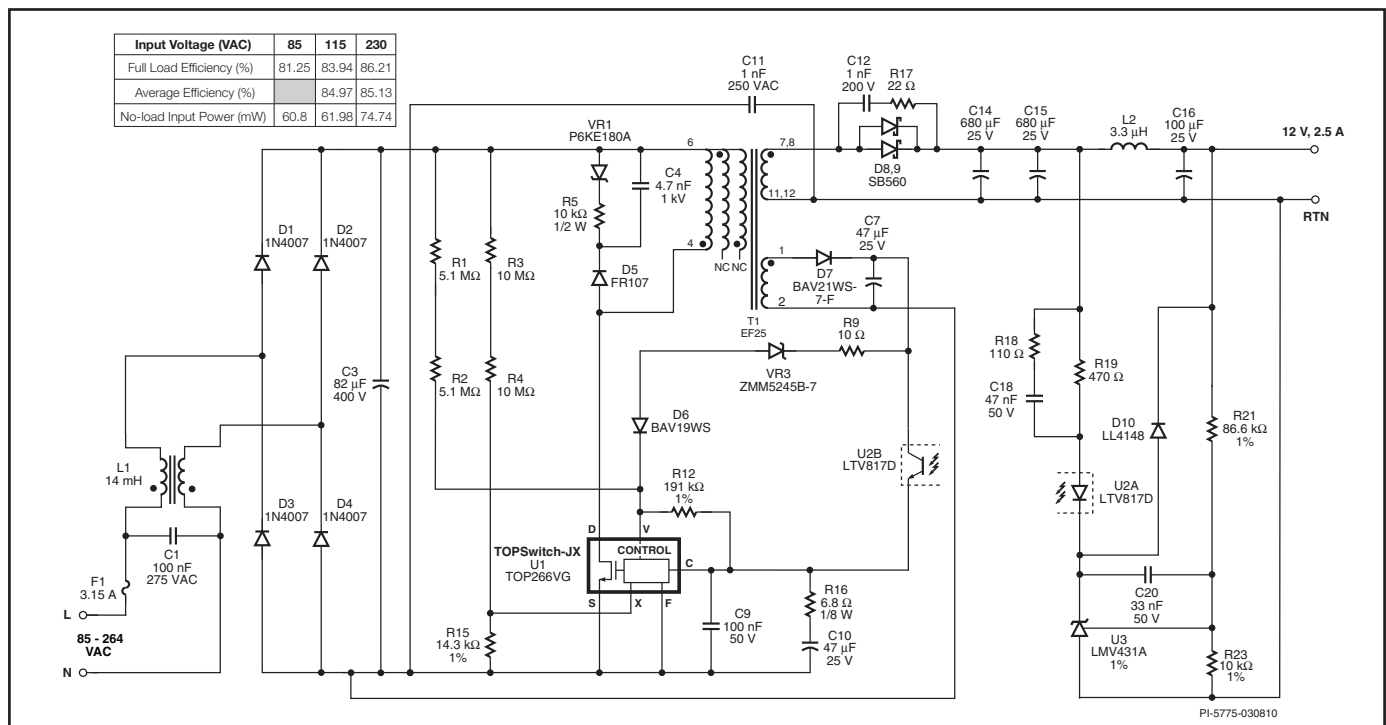 Input Voltage (VAC) 85 115 230
Full Load Efficiency (%) 81.25 83.94 86.21
Average Efficiency (%) 84.97 85.13
No-load Input Power (mW) 60.8 61.98 74.74
C11
1 nF
250 VAC
C12
1 nF
200 V
R17
22 Ω
C14
680 µF
25 V
C15
680 µF
25 V
L2
3.3 µH
C16
100 µF
25 V
12 V, 2.5 A
RTN
VR1
P6KE180A
C4
4.7 nF
1 kV
R5
10 kΩ
1/2 W
6
4
NC NC
7,8
11,12
D8,9
SB560
D5
FR107
1
2
C7
47 µF
25 V
D7
BAV21WS-
7-F
T1
EF25
D1
1N4007
D2
1N4007
R1
5.1 MΩ
R3
10 MΩ
R2
5.1 MΩ
R4
10 MΩ
R9
10 Ω
VR3
ZMM5245B-7
C3
82 µF
400 V
D6
BAV19WS
U2B
LTV817D
R12
191 kΩ
1%
R18
110 Ω
C18
47 nF
50 V
R19
470 Ω
D10
LL4148
R21
86.6 kΩ
1%
U2A
LTV817D
L1
14 mH
D3
1N4007
D4
1N4007
C1
100 nF
275 VAC
F1
3.15 A
L
85 - 264
VAC
N
D
V
TOPSwitch-JX
U1
TOP266VG
CONTROL
C
S
X
F
R15
14.3 kΩ
1%
C9
100 nF
50 V
R16
6.8 Ω
1/8 W
C10
47 µF
25 V
C20
33 nF
50 V
U3
LMV431A
1%
R23
10 kΩ
1%
PI-5775-030810